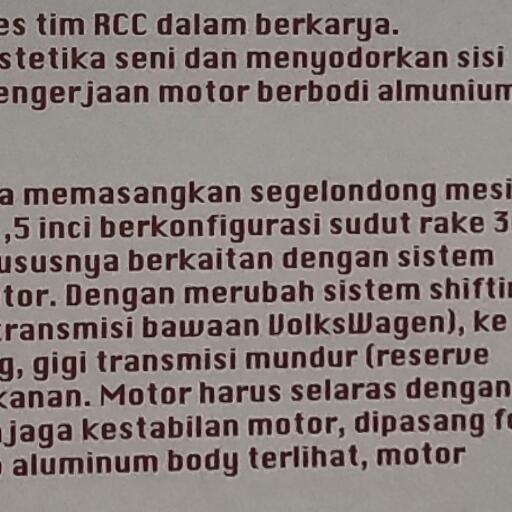 es tim RCC dalam berkarya.
stetika seni dan menyodorkan sisi
engerjaan motor berbodi almunium
a memasangkan segelondong mesi
,5 inci berkonfigurasi sudut rake 3
ususnya berkaitan dengan sistem
tor. Dengan merubah sistem shiftin
transmisi bawaan VolksWagen), ke
g, gigi transmisi mundur (reserve
kanan. Motor harus selaras dengan
jaga kestabilan motor, dipasang fo
aluminum body terlihat, motor